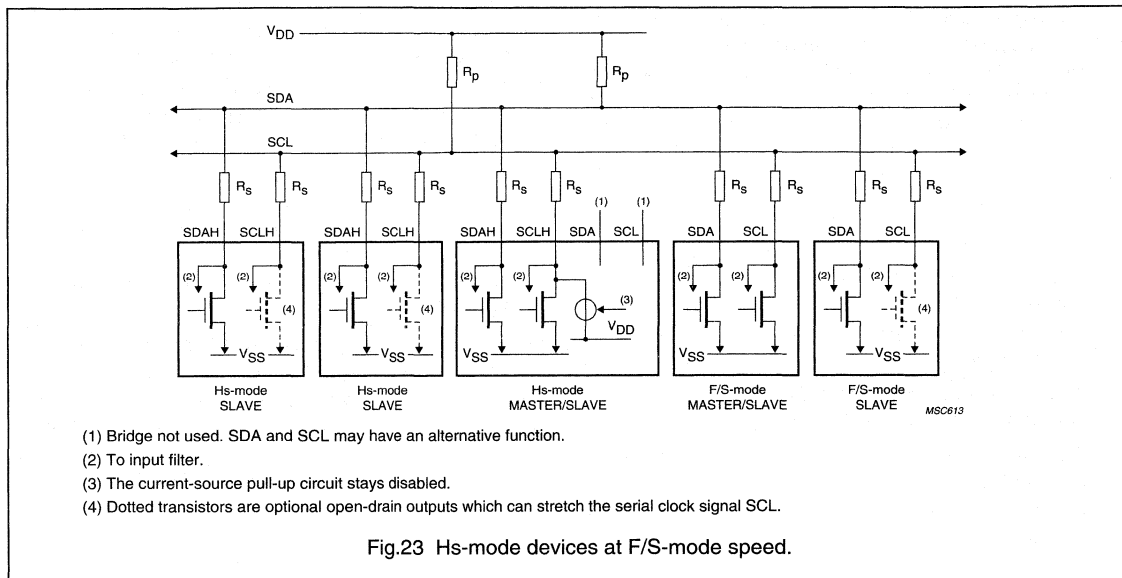 VDD
Rp Rp
SDA
SCL
Rs Rs Rs Rs Rs Rs Rs Rs Rs Rs
(1) (1)
SDAH SCLH SDAH SCLH SDAH SCLH SDA SCL SDA SCL SDA SCL
(2) (2) (2) (2) (2) (2) (2) (2) (2) (2)
(4) (4) (3) (4)
VDD
VSS VSS VSS VSS VSS
Hs-mode Hs-mode Hs-mode F/S-mode F/S-mode
SLAVE SLAVE MASTER/SLAVE MASTER/SLAVE SLAVE
MSC613
(1) Bridge not used. SDA and SCL may have an alternative function.
(2) To input filter.
(3) The current-source pull-up circuit stays disabled.
(4) Dotted transistors are optional open-drain outputs which can stretch the serial clock signal SCL.
Fig.23 Hs-mode devices at F/S-mode speed.